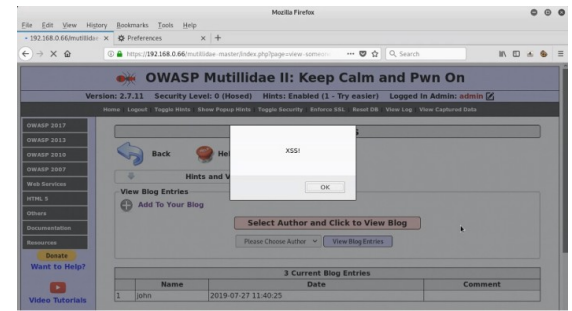 Mozilla Firefox
File Edit View History Bookmarks Tools Help
192.168.0.66/mutillidae Preferences
https://192.168.0.66/mutillidae-master/index.php?page=view-someon Search
OWASP Mutillidae II: Keep Calm and Pwn On
Version: 2.7.11 Security Level: 0 (Hosed) Hints: Enabled (1 - Try easier) Logged In Admin: admin
Home Logout Toggle Hints Show Popup Hints Toggle Security Enforce SSL Reset DB View Log View Captured Data
OWASP 2017
OWASP 2013
OWASP 2010
OWASP 2007
Web Services
HTML 5
Others
Documentation
Resources
Donate
Want to Help?
Video Tutorials
Back Hel
Hints and V
XSS!
OK
View Blog Entries
Add To Your Blog
Select Author and Click to View Blog
Please Choose Author View Blog Entries
3 Current Blog Entries
Name Date Comment
1 john 2019-07-27 11:40:25